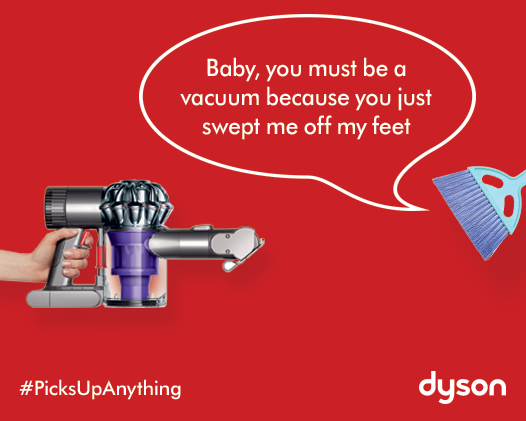 Baby, you must be a
vacuum because you just
swept me off my feet
#PicksUpAnything
dyson